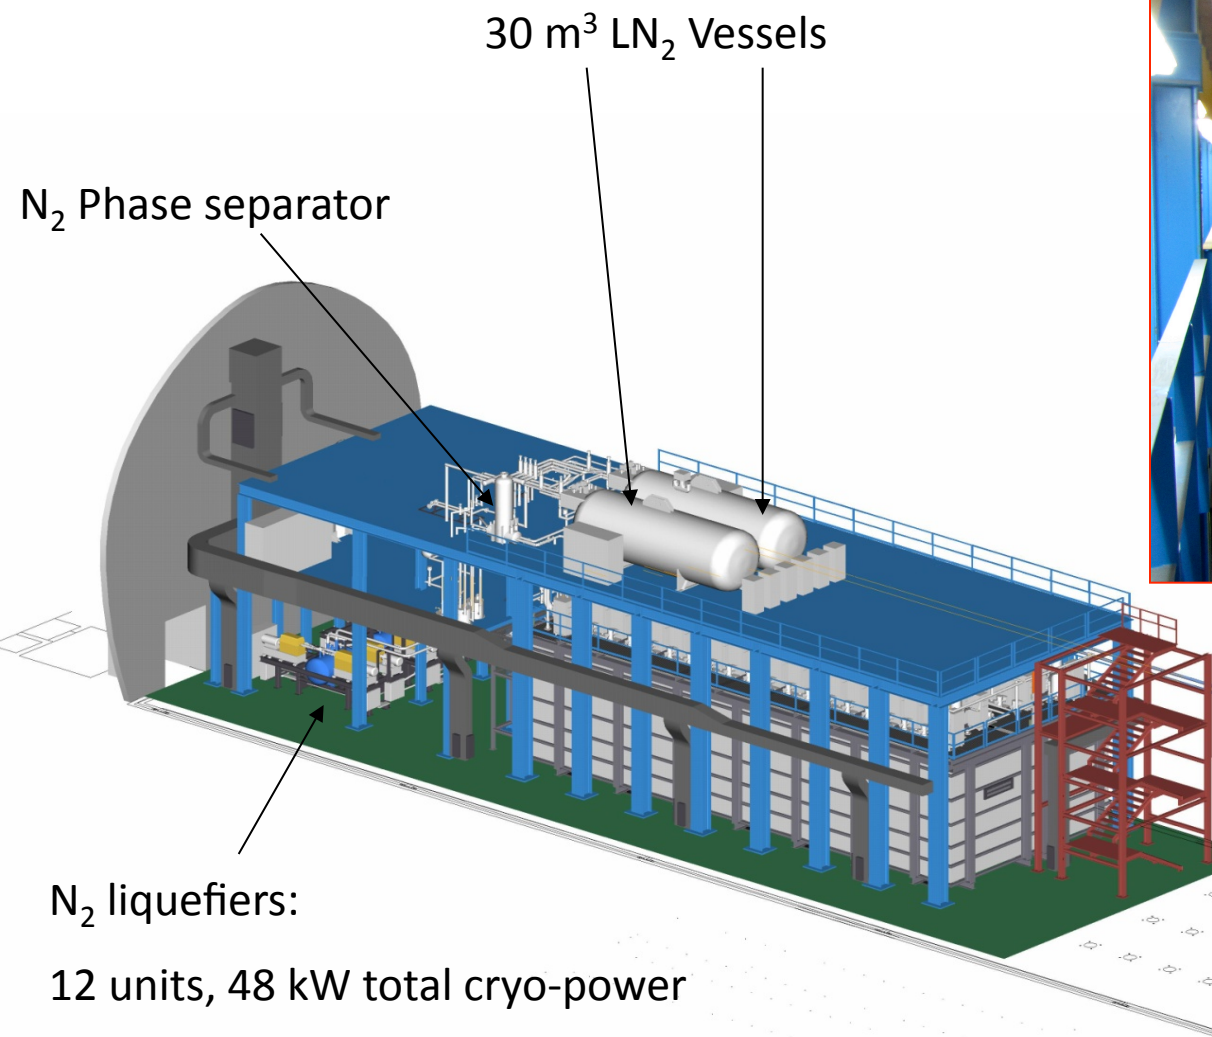 30 m³ LN₂ Vessels
N₂ Phase separator
N₂ liquefiers:
12 units, 48 kW total cryo-power